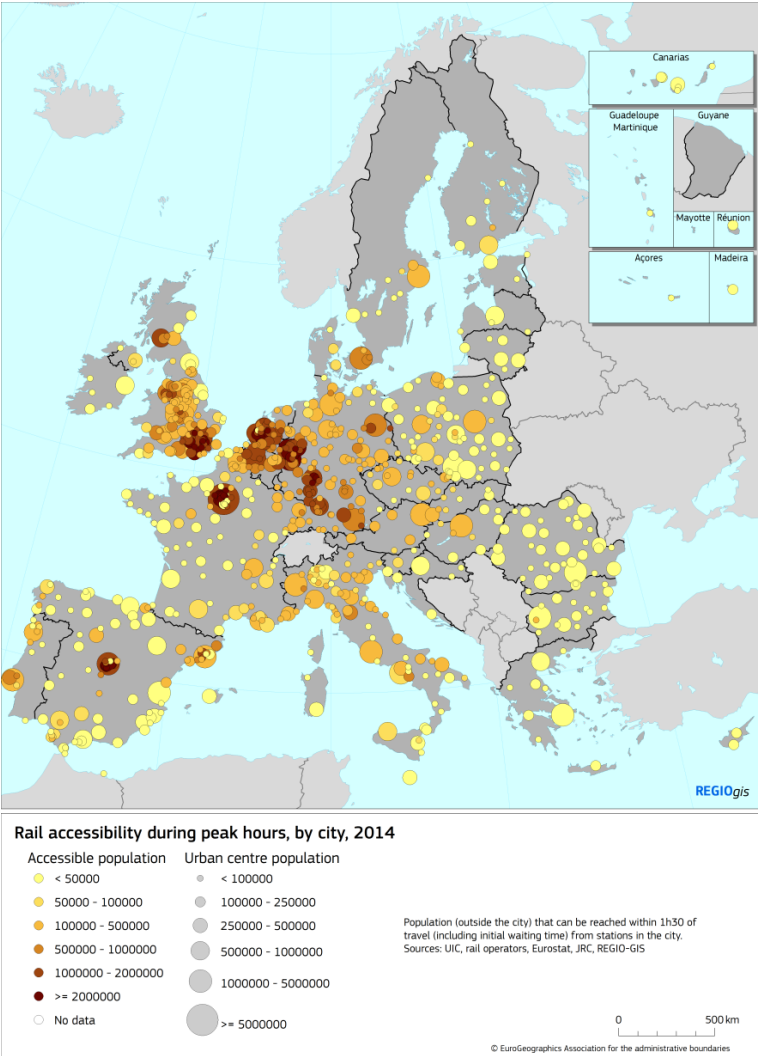 Canarias
Guadeloupe
Martinique
Guyane
Mayotte
Réunion
Açores
Madeira
REGIOgis
Rail accessibility during peak hours, by city, 2014
Accessible population
< 50000
50000 - 100000
100000 - 500000
500000 - 1000000
1000000 - 2000000
>= 2000000
No data
Urban centre population
< 100000
100000 - 250000
250000 - 500000
500000 - 1000000
1000000 - 5000000
>= 5000000
Population (outside the city) that can be reached within 1h30 of
travel (including initial waiting time) from stations in the city.
Sources: UIC, rail operators, Eurostat, JRC, REGIO-GIS
0 500 km
© EuroGeographics Association for the administrative boundaries